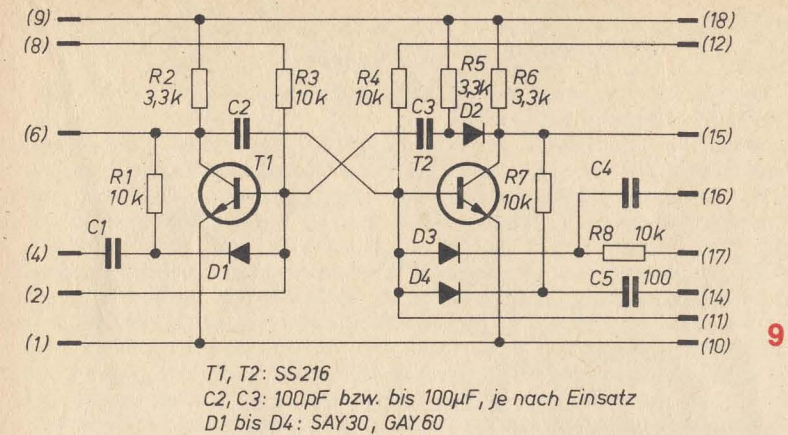 (9) (18)
(8) (12)
R2 3,3k
R3 10k
R4 10k
R5 3,3k
R6 3,3k
C2
C3
D2
(6) (15)
T1
T2
R1 10k
R7 10k
C4
(16)
C1
(4)
D1
D3
R8 10k
(17)
(2)
D4
C5 100
(14)
(11)
(1) (10)
9
T1, T2: SS216
C2, C3: 100pF bzw. bis 100µF, je nach Einsatz
D1 bis D4: SAY30, GAY60